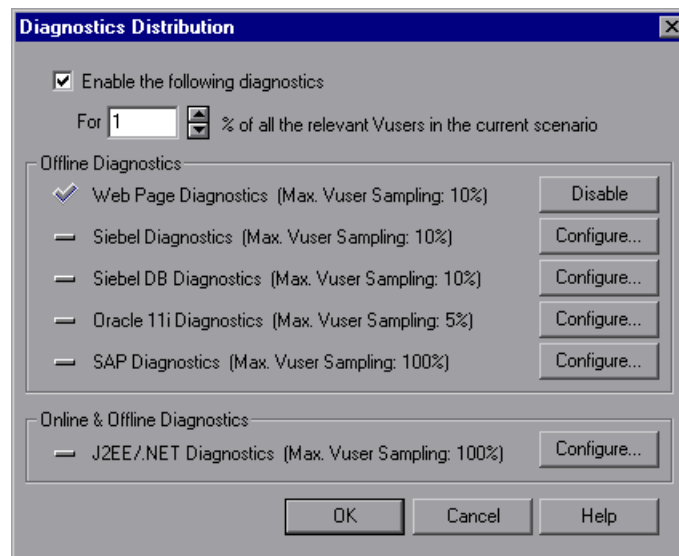 Diagnostics Distribution
Enable the following diagnostics
For 1 % of all the relevant Vusers in the current scenario
Offline Diagnostics
Web Page Diagnostics (Max. Vuser Sampling: 10%) Disable
Siebel Diagnostics (Max. Vuser Sampling: 10%) Configure...
Siebel DB Diagnostics (Max. Vuser Sampling: 10%) Configure...
Oracle 11i Diagnostics (Max. Vuser Sampling: 5%) Configure...
SAP Diagnostics (Max. Vuser Sampling: 100%) Configure...
Online & Offline Diagnostics
J2EE/.NET Diagnostics (Max. Vuser Sampling: 100%) Configure...
OK Cancel Help